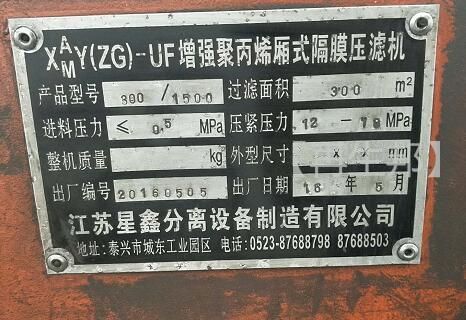 XAMY(ZG)-UF增强聚丙烯厢式隔膜压滤机
产品型号 300/1500 过滤面积 300 m²
进料压力 ≤ 0.5 MPa 压紧压力 12-18 MPa
整机质量 kg 外型尺寸 x x mm
出厂编号 20160505 出厂日期 16 年 5 月
江苏星鑫分离设备制造有限公司
地址:泰兴市城东工业园区 电话:0523-87688798 87688503